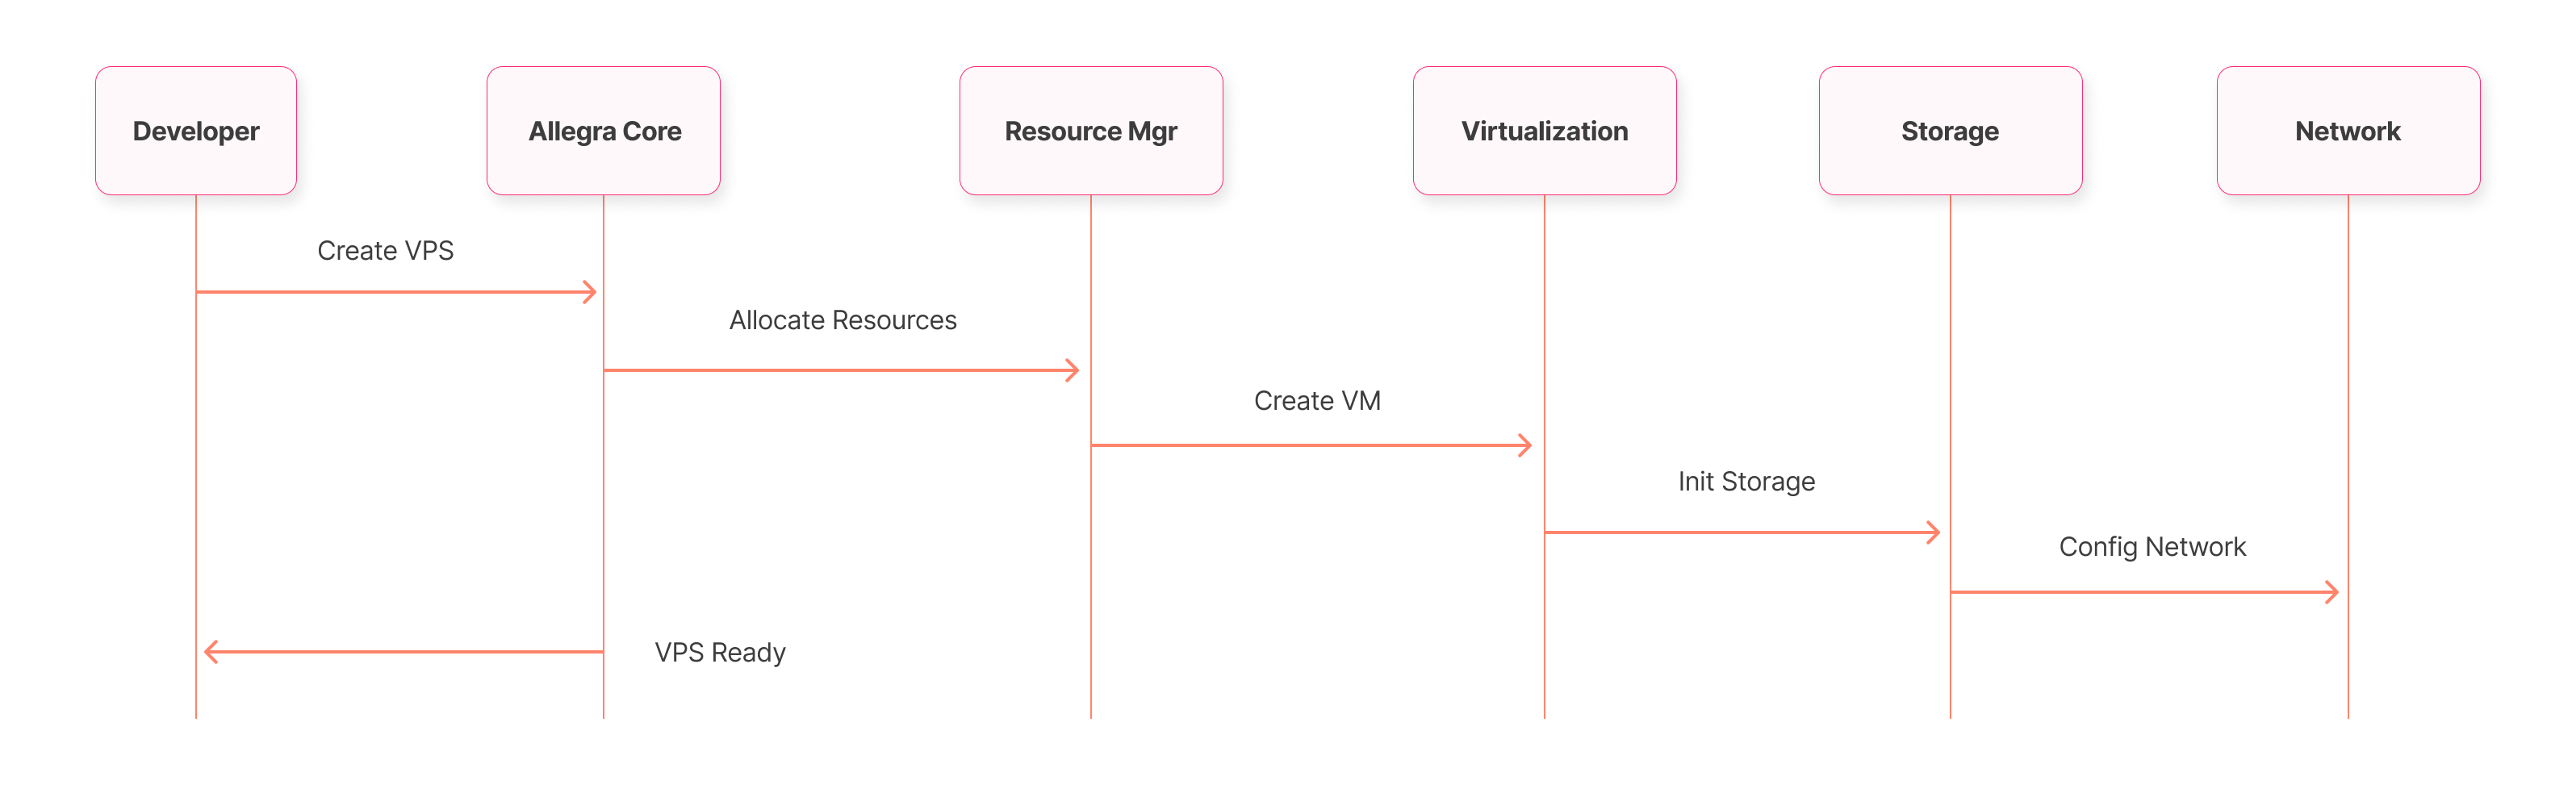 Developer
Allegra Core
Resource Mgr
Virtualization
Storage
Network
Create VPS
Allocate Resources
Create VM
Init Storage
Config Network
VPS Ready